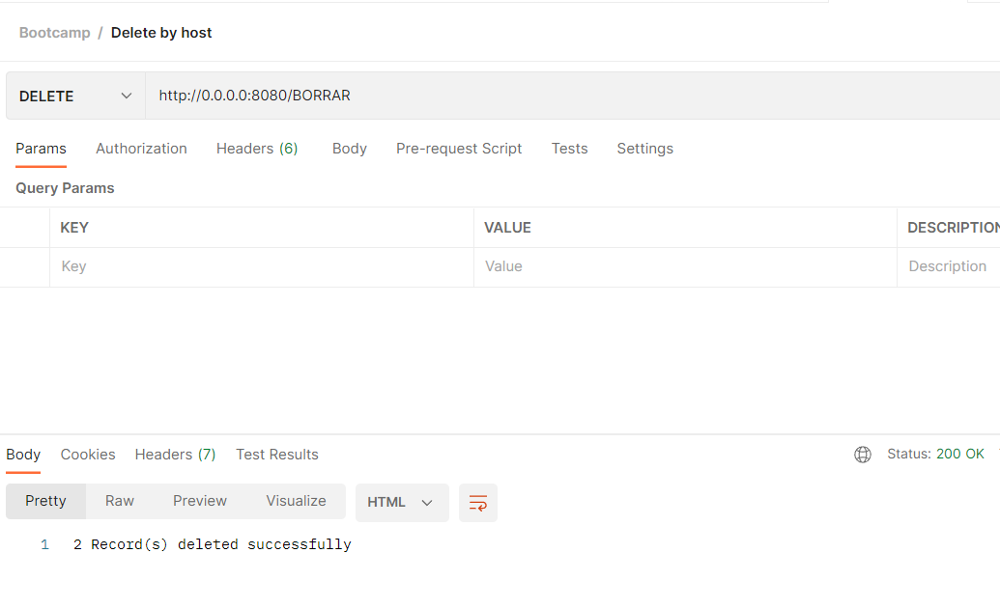 Bootcamp / Delete by host
DELETE http://0.0.0.0:8080/BORRAR
Params Authorization Headers (6) Body Pre-request Script Tests Settings
Query Params
KEY VALUE DESCRIPTION
Key Value Description
Body Cookies Headers (7) Test Results Status: 200 OK
Pretty Raw Preview Visualize HTML
1 2 Record(s) deleted successfully